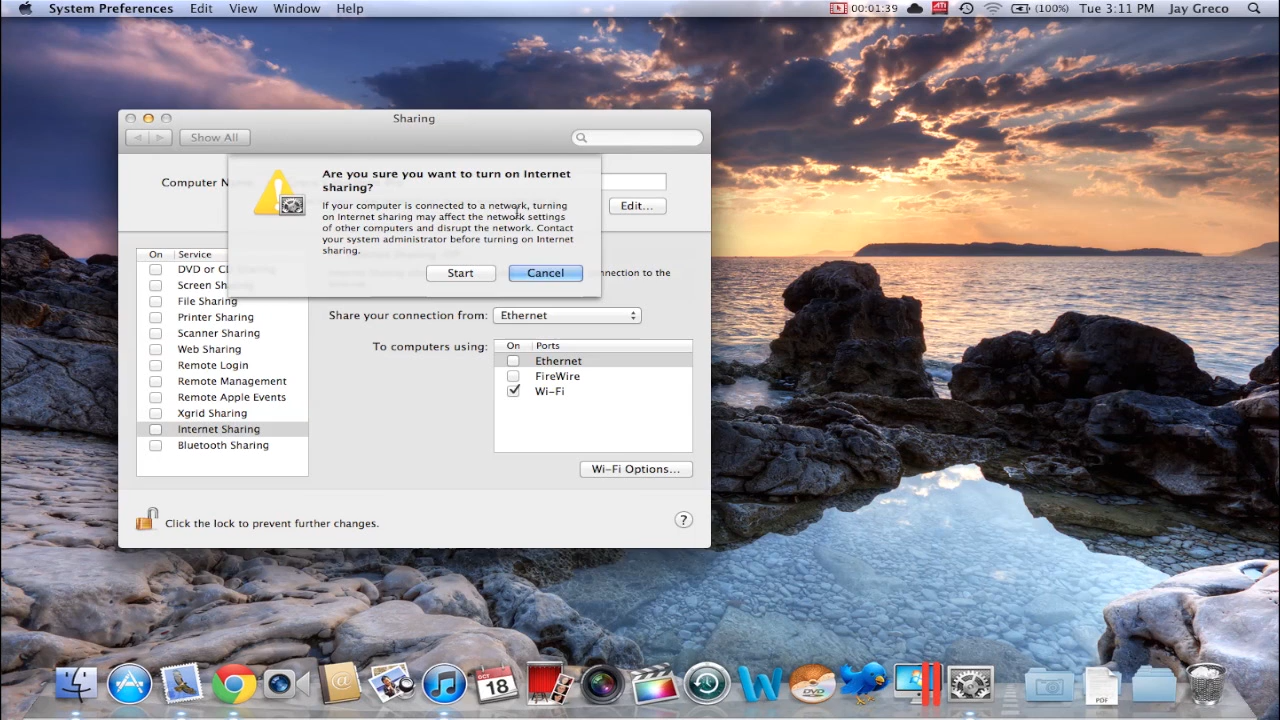 System Preferences Edit View Window Help 00:01:39 ATI (100%) Tue 3:11 PM Jay Greco
Sharing
Show All
Are you sure you want to turn on Internet
sharing?
Computer N
If your computer is connected to a network, turning
on Internet sharing may affect the network settings
of other computers and disrupt the network. Contact
your system administrator before turning on Internet
sharing.
Edit...
Start Cancel
On Service
DVD or CD Sharing
Screen Sh
File Sharing
Printer Sharing
Scanner Sharing
Web Sharing
Remote Login
Remote Management
Remote Apple Events
Xgrid Sharing
Internet Sharing
Bluetooth Sharing
nnection to the
Share your connection from: Ethernet
To computers using:
On Ports
Ethernet
FireWire
Wi-Fi
Wi-Fi Options...
Click the lock to prevent further changes.
?
OCT
18
DVD
PDF